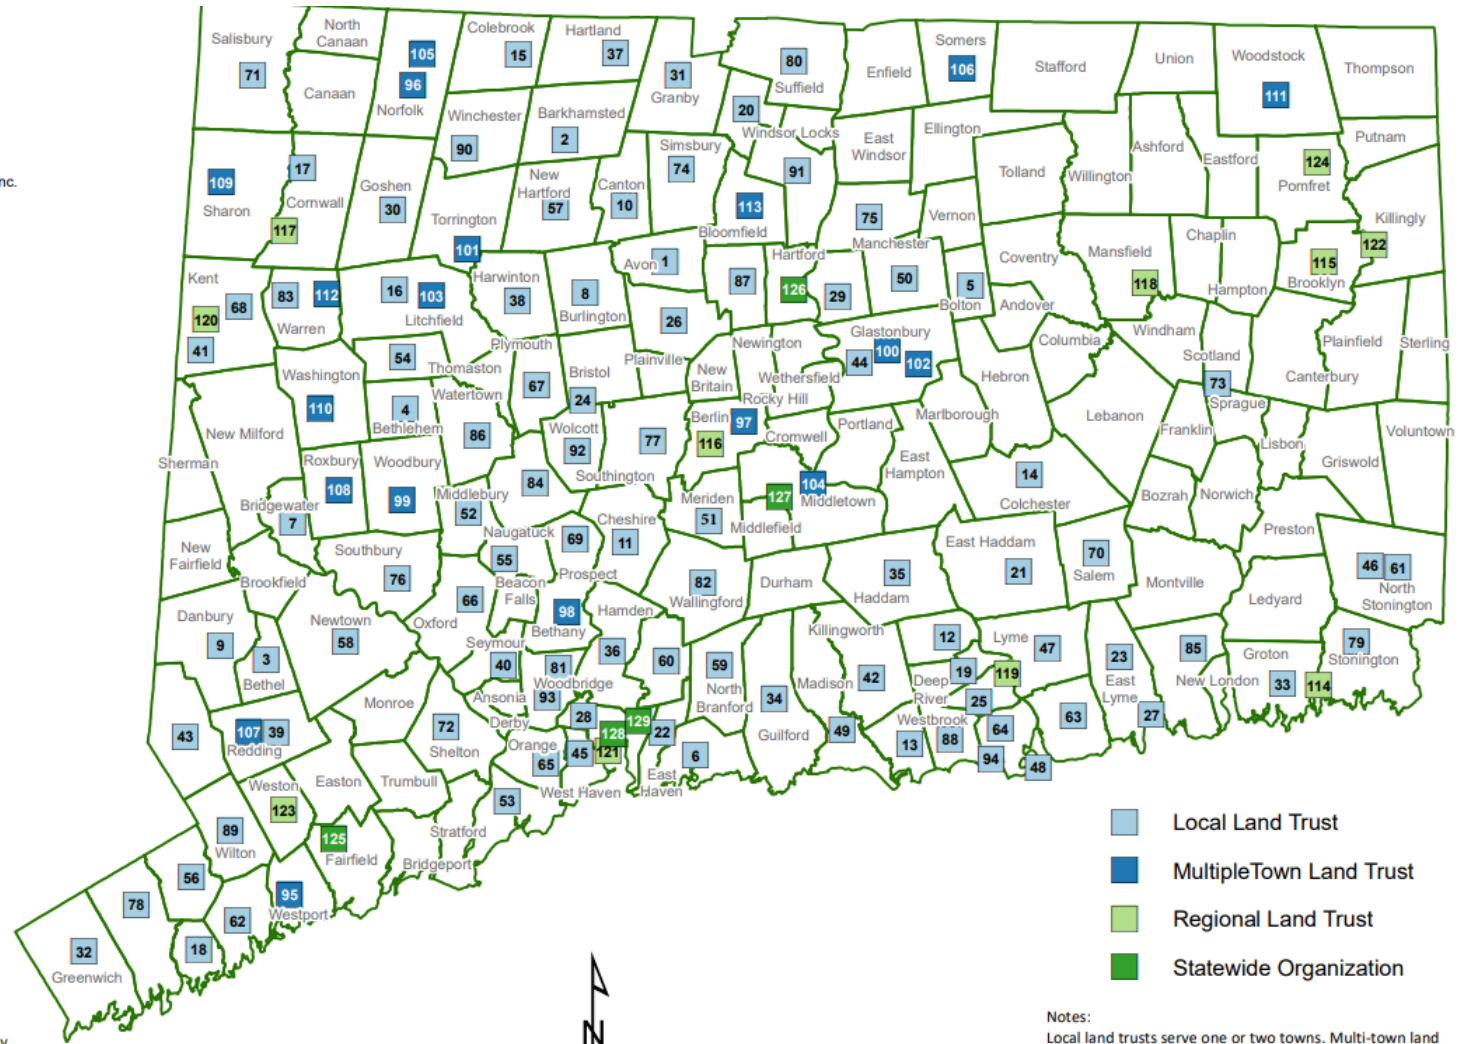 nc.
Salisbury
71
North
Canaan
Canaan
105
96
Norfolk
Colebrook
15
Hartland
37
31
Granby
80
Suffield
Enfield
Somers
106
Stafford
Union
Woodstock
111
Thompson
Winchester
90
Barkhamsted
2
20
Windsor Locks
East
Windsor
Ellington
Tolland
Willington
Ashford
Eastford
124
Pomfret
Putnam
109
Sharon
17
Cornwall
117
Goshen
30
Torrington
101
New
Hartford
57
Canton
10
Simsbury
74
113
Bloomfield
91
75
Manchester
Vernon
Coventry
Mansfield
118
Chaplin
Hampton
115
Brooklyn
Killingly
122
Kent
120
68
41
83
112
Warren
16
103
Litchfield
Harwinton
38
8
Burlington
Avon
1
26
87
Hartford
126
29
50
5
Bolton
Andover
Columbia
Windham
Scotland
73
Sprague
Canterbury
Plainfield
Sterling
Washington
110
54
Thomaston
Watertown
4
Bethlehem
86
Plymouth
67
Bristol
24
Plainville
New
Britain
Newington
Wethersfield
Rocky Hill
Glastonbury
44
100
102
Hebron
Marlborough
Lebanon
Franklin
Lisbon
Griswold
Voluntown
New Milford
Sherman
Roxbury
108
Woodbury
99
Bridgewater
7
Middlebury
52
84
Wolcott
92
77
Southington
Berlin
116
97
Cromwell
Portland
East
Hampton
104
Middletown
127
Middlefield
Meriden
51
14
Colchester
Bozrah
Norwich
Preston
New
Fairfield
Brookfield
Southbury
76
Naugatuck
55
69
Prospect
Cheshire
11
Beacon
Falls
66
Oxford
98
Bethany
Hamden
36
82
Wallingford
Durham
35
Haddam
East Haddam
21
70
Salem
Montville
Ledyard
46
61
North
Stonington
Danbury
9
3
Bethel
Newtown
58
Seymour
40
81
Woodbridge
93
Ansonia
Derby
Orange
65
60
59
North
Branford
34
Madison
Killingworth
42
12
Deep
River
19
119
Lyme
47
25
23
East
Lyme
85
New London
Groton
33
114
79
Stonington
43
107
39
Redding
Monroe
72
Shelton
28
45
128
121
129
22
West Haven
East
Haven
6
Guilford
49
13
Westbrook
88
64
94
48
63
27
Weston
123
Easton
Trumbull
53
Stratford
Bridgeport
89
Wilton
125
Fairfield
56
95
Westport
78
62
18
32
Greenwich
N
Local Land Trust
MultipleTown Land Trust
Regional Land Trust
Statewide Organization
Notes:
Local land trusts serve one or two towns. Multi-town land